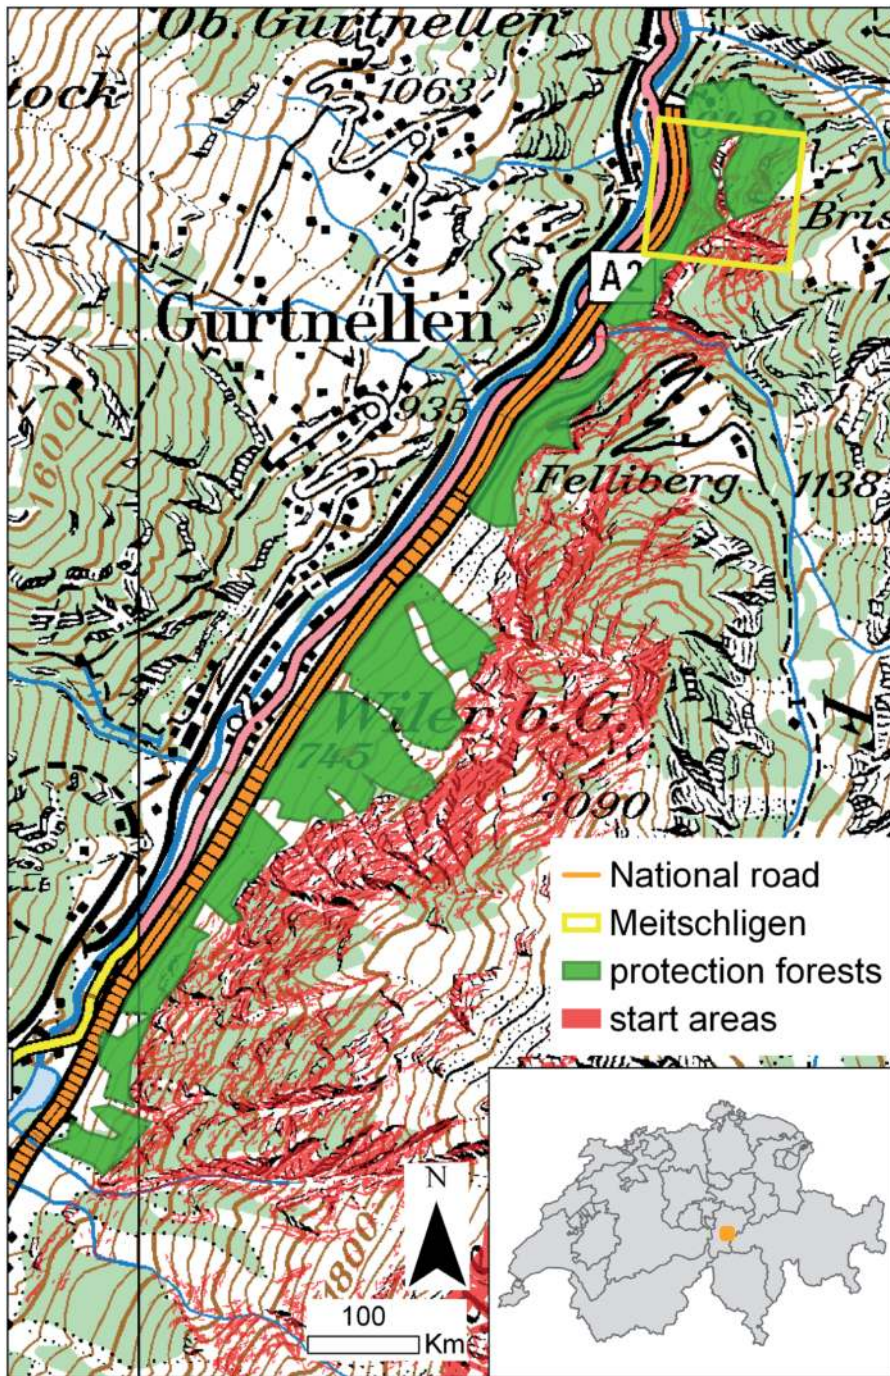 Ob. Gurtnellen
tock
1063
Bris
A2
Gurtnellen
935
1600
Felliberg
1138
Wiler b. G.
745
2090
National road
Meitschligen
protection forests
start areas
N
1800
100
Km